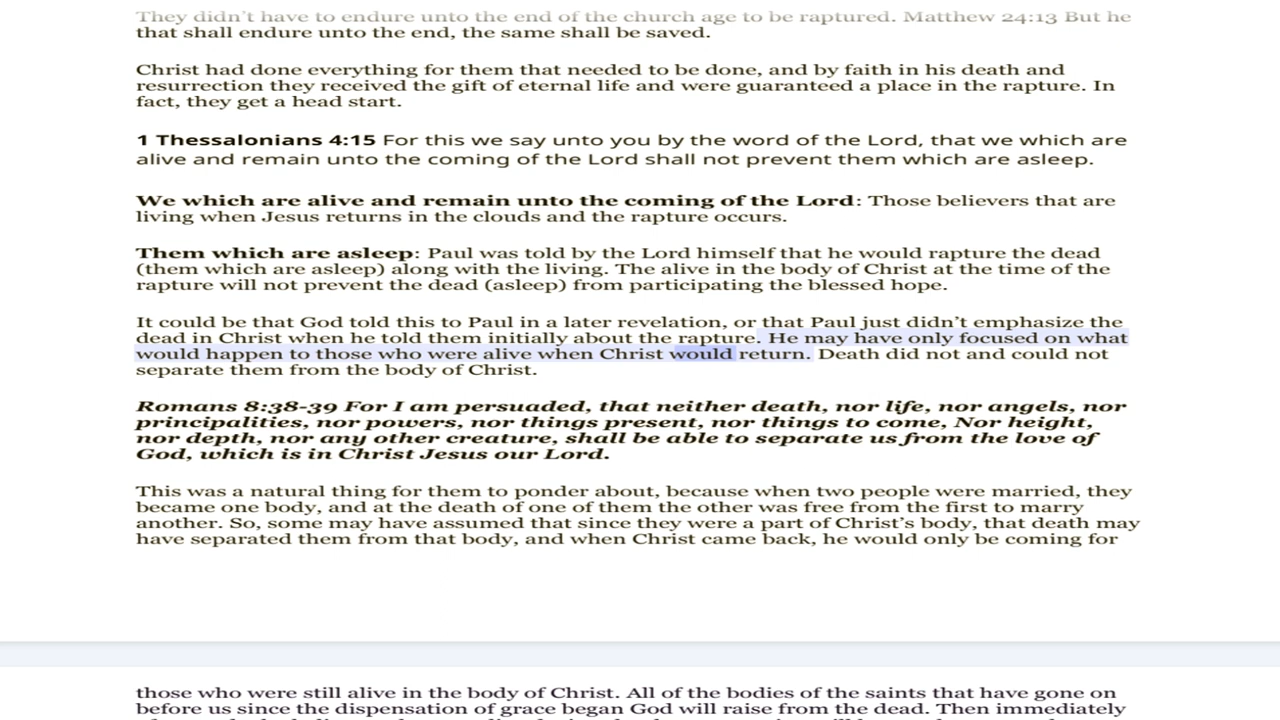 They didn't have to endure unto the end of the church age to be raptured. Matthew 24:13 But he
that shall endure unto the end, the same shall be saved.
Christ had done everything for them that needed to be done, and by faith in his death and
resurrection they received the gift of eternal life and were guaranteed a place in the rapture. In
fact, they get a head start.
1 Thessalonians 4:15 For this we say unto you by the word of the Lord, that we which are
alive and remain unto the coming of the Lord shall not prevent them which are asleep.
We which are alive and remain unto the coming of the Lord: Those believers that are
living when Jesus returns in the clouds and the rapture occurs.
Them which are asleep: Paul was told by the Lord himself that he would rapture the dead
(them which are asleep) along with the living. The alive in the body of Christ at the time of the
rapture will not prevent the dead (asleep) from participating the blessed hope.
It could be that God told this to Paul in a later revelation, or that Paul just didn't emphasize the
dead in Christ when he told them initially about the rapture. He may have only focused on what
would happen to those who were alive when Christ would return. Death did not and could not
separate them from the body of Christ.
Romans 8:38-39 For I am persuaded, that neither death, nor life, nor angels, nor
principalities, nor powers, nor things present, nor things to come, Nor height,
nor depth, nor any other creature, shall be able to separate us from the love of
God, which is in Christ Jesus our Lord.
This was a natural thing for them to ponder about, because when two people were married, they
became one body, and at the death of one of them the other was free from the first to marry
another. So, some may have assumed that since they were a part of Christ's body, that death may
have separated them from that body, and when Christ came back, he would only be coming for
those who were still alive in the body of Christ. All of the bodies of the saints that have gone on
before us since the dispensation of grace began God will raise from the dead. Then immediately